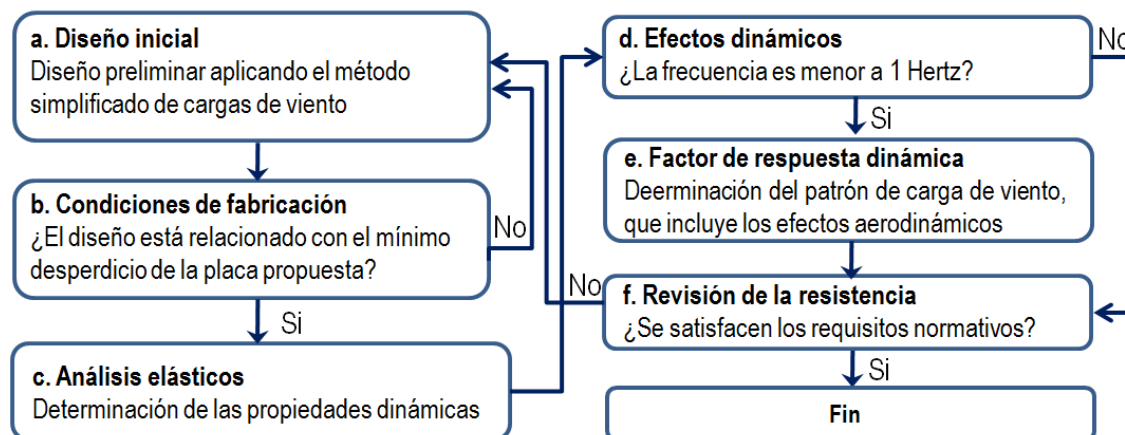 a. Diseño inicial
Diseño preliminar aplicando el método
simplificado de cargas de viento
b. Condiciones de fabricación
¿El diseño está relacionado con el mínimo
desperdicio de la placa propuesta?
No
Si
c. Análisis elásticos
Determinación de las propiedades dinámicas
d. Efectos dinámicos
¿La frecuencia es menor a 1 Hertz?
No
Si
e. Factor de respuesta dinámica
Deerminación del patrón de carga de viento,
que incluye los efectos aerodinámicos
No
f. Revisión de la resistencia
¿Se satisfacen los requisitos normativos?
Si
Fin